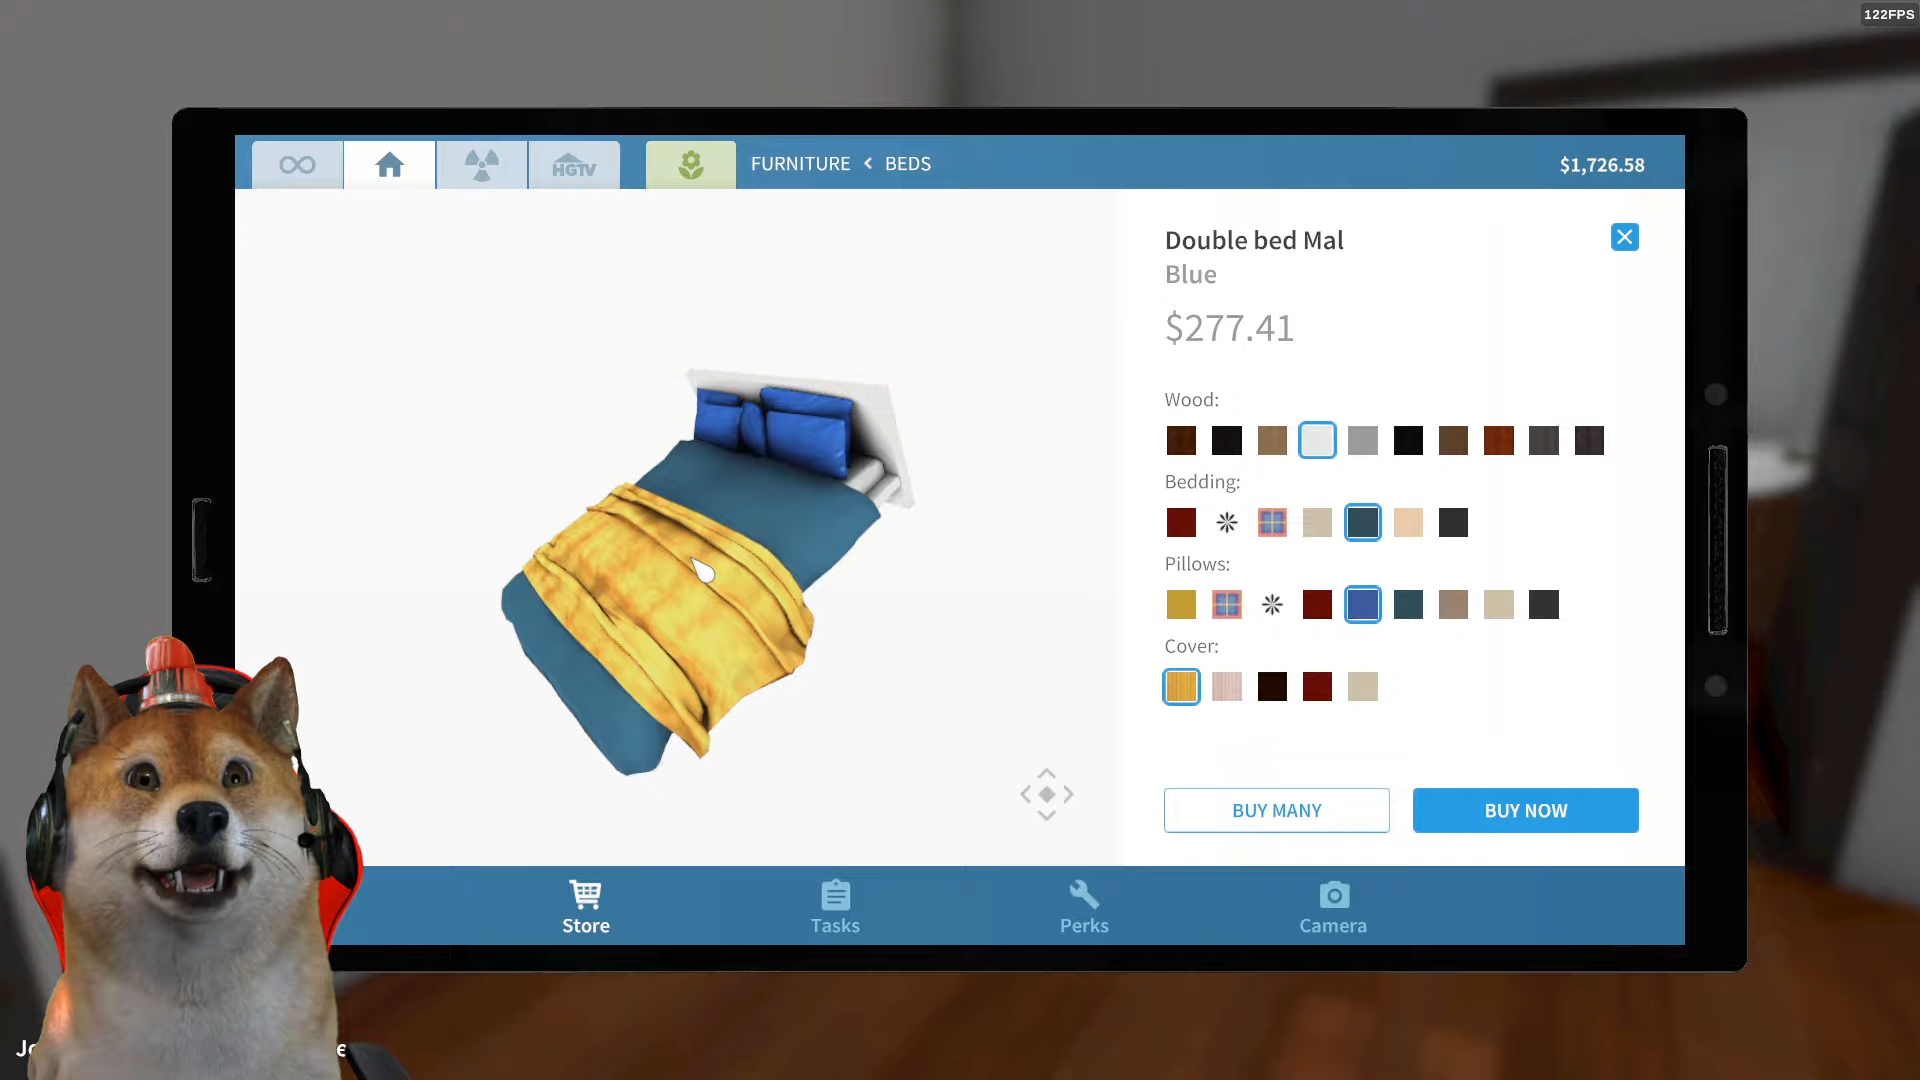 122FPS
HGTV
FURNITURE < BEDS
$1,726.58
Double bed Mal
Blue
$277.41
Wood:
Bedding:
Pillows:
Cover:
BUY MANY
BUY NOW
Store
Tasks
Perks
Camera